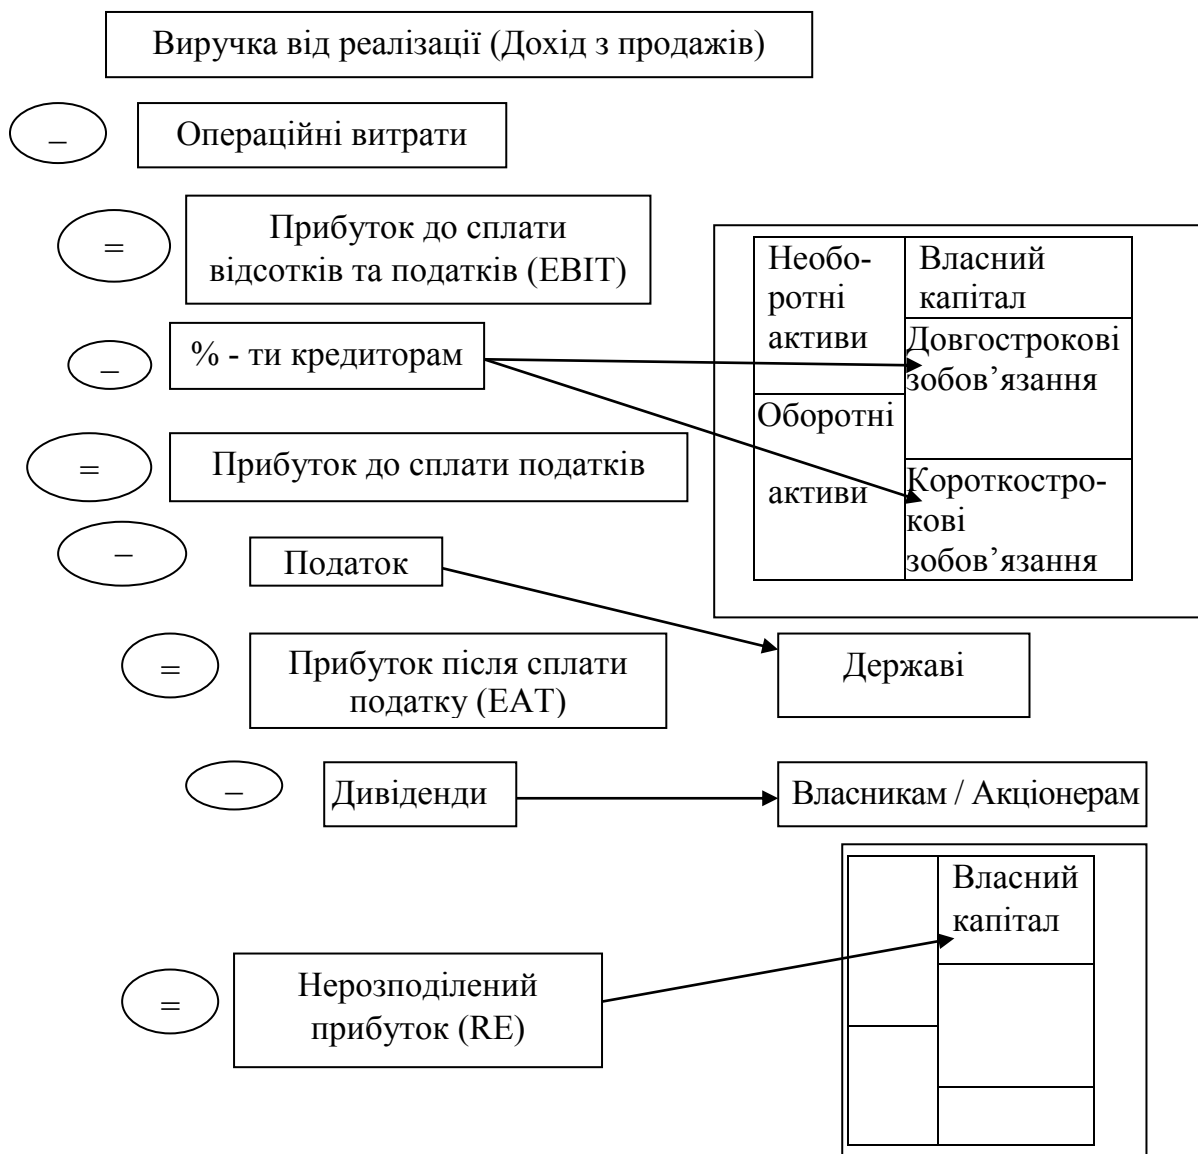 Виручка від реалізації (Дохід з продажів)
–
Операційні витрати
=
Прибуток до сплати
відсотків та податків (EBIT)
Необо-
ротні
активи
Власний
капітал
–
% - ти кредиторам
Довгострокові
зобов’язання
Оборотні
активи
=
Прибуток до сплати податків
Короткостро-
кові
зобов’язання
–
Податок
=
Прибуток після сплати
податку (EAT)
Державі
–
Дивіденди
Власникам / Акціонерам
Власний
капітал
=
Нерозподілений
прибуток (RE)